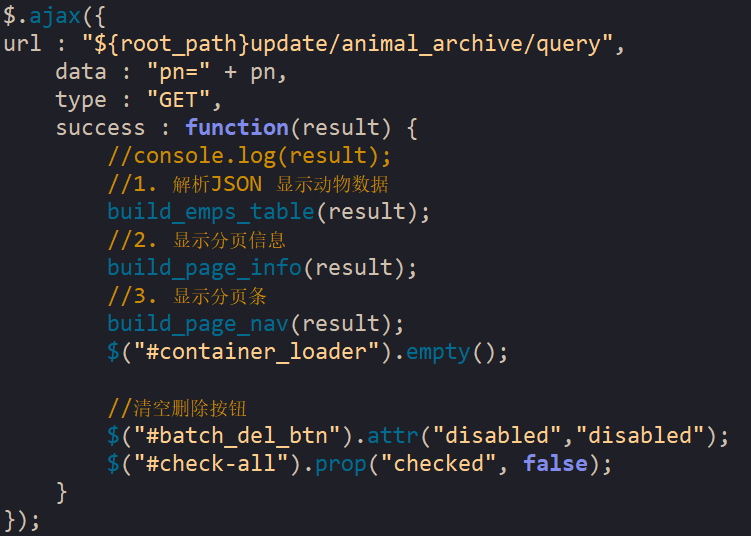 $.ajax({
url : "${root_path}update/animal_archive/query",
data : "pn=" + pn,
type : "GET",
success : function(result) {
//console.log(result);
//1. 解析JSON 显示动物数据
build_emps_table(result);
//2. 显示分页信息
build_page_info(result);
//3. 显示分页条
build_page_nav(result);
$("#container_loader").empty();
//清空删除按钮
$("#batch_del_btn").attr("disabled","disabled");
$("#check-all").prop("checked", false);
}
});